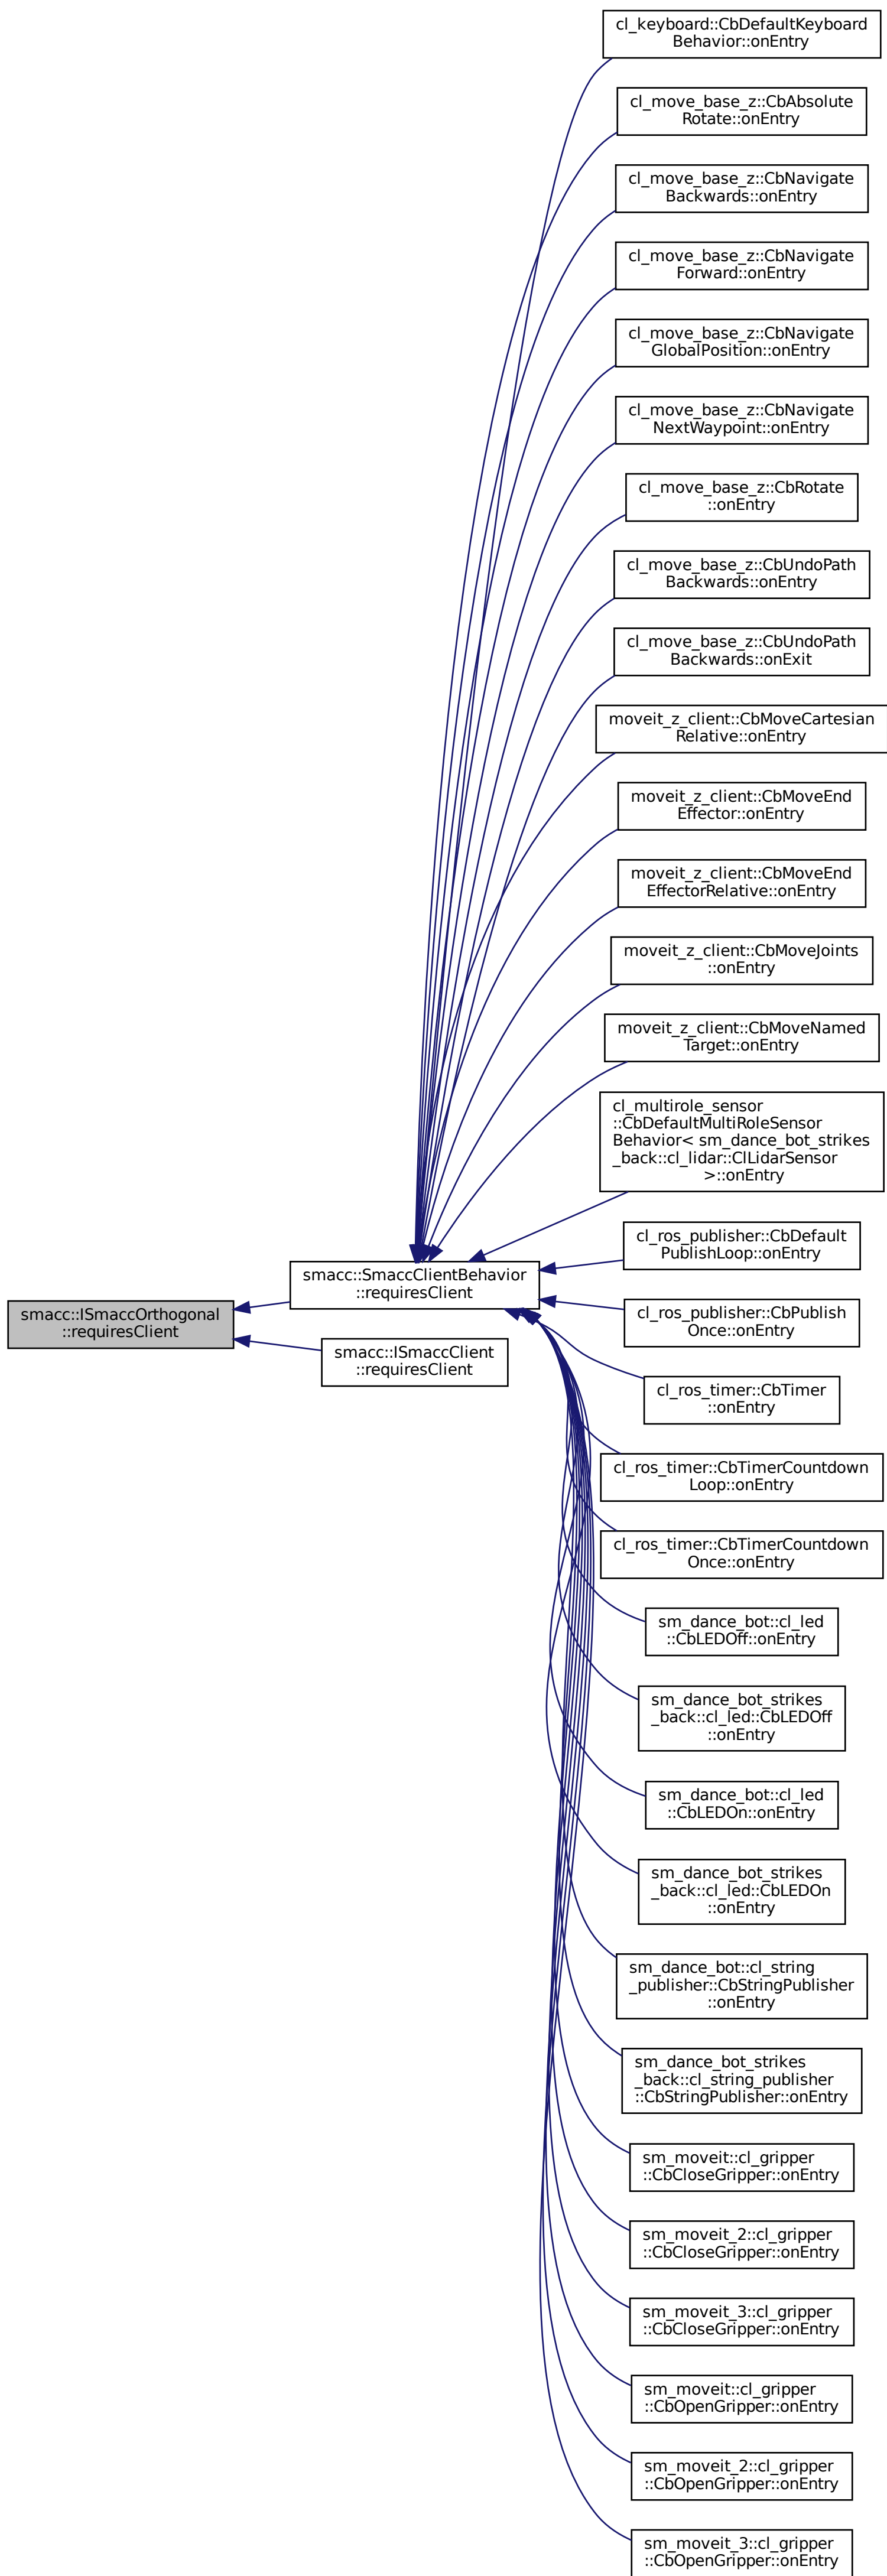 cl_keyboard::CbDefaultKeyboard
Behavior::onEntry
cl_move_base_z::CbAbsolute
Rotate::onEntry
cl_move_base_z::CbNavigate
Backwards::onEntry
cl_move_base_z::CbNavigate
Forward::onEntry
cl_move_base_z::CbNavigate
GlobalPosition::onEntry
cl_move_base_z::CbNavigate
NextWaypoint::onEntry
cl_move_base_z::CbRotate
::onEntry
cl_move_base_z::CbUndoPath
Backwards::onEntry
cl_move_base_z::CbUndoPath
Backwards::onExit
moveit_z_client::CbMoveCartesian
Relative::onEntry
moveit_z_client::CbMoveEnd
Effector::onEntry
moveit_z_client::CbMoveEnd
EffectorRelative::onEntry
moveit_z_client::CbMoveJoints
::onEntry
moveit_z_client::CbMoveNamed
Target::onEntry
cl_multirole_sensor
::CbDefaultMultiRoleSensor
Behavior< sm_dance_bot_strikes
_back::cl_lidar::ClLidarSensor
>::onEntry
cl_ros_publisher::CbDefault
PublishLoop::onEntry
smacc::SmaccClientBehavior
::requiresClient
smacc::ISmaccOrthogonal
::requiresClient
cl_ros_publisher::CbPublish
Once::onEntry
smacc::ISmaccClient
::requiresClient
cl_ros_timer::CbTimer
::onEntry
cl_ros_timer::CbTimerCountdown
Loop::onEntry
cl_ros_timer::CbTimerCountdown
Once::onEntry
sm_dance_bot::cl_led
::CbLEDOff::onEntry
sm_dance_bot_strikes
_back::cl_led::CbLEDOff
::onEntry
sm_dance_bot::cl_led
::CbLEDOn::onEntry
sm_dance_bot_strikes
_back::cl_led::CbLEDOn
::onEntry
sm_dance_bot::cl_string
_publisher::CbStringPublisher
::onEntry
sm_dance_bot_strikes
_back::cl_string_publisher
::CbStringPublisher::onEntry
sm_moveit::cl_gripper
::CbCloseGripper::onEntry
sm_moveit_2::cl_gripper
::CbCloseGripper::onEntry
sm_moveit_3::cl_gripper
::CbCloseGripper::onEntry
sm_moveit::cl_gripper
::CbOpenGripper::onEntry
sm_moveit_2::cl_gripper
::CbOpenGripper::onEntry
sm_moveit_3::cl_gripper
::CbOpenGripper::onEntry